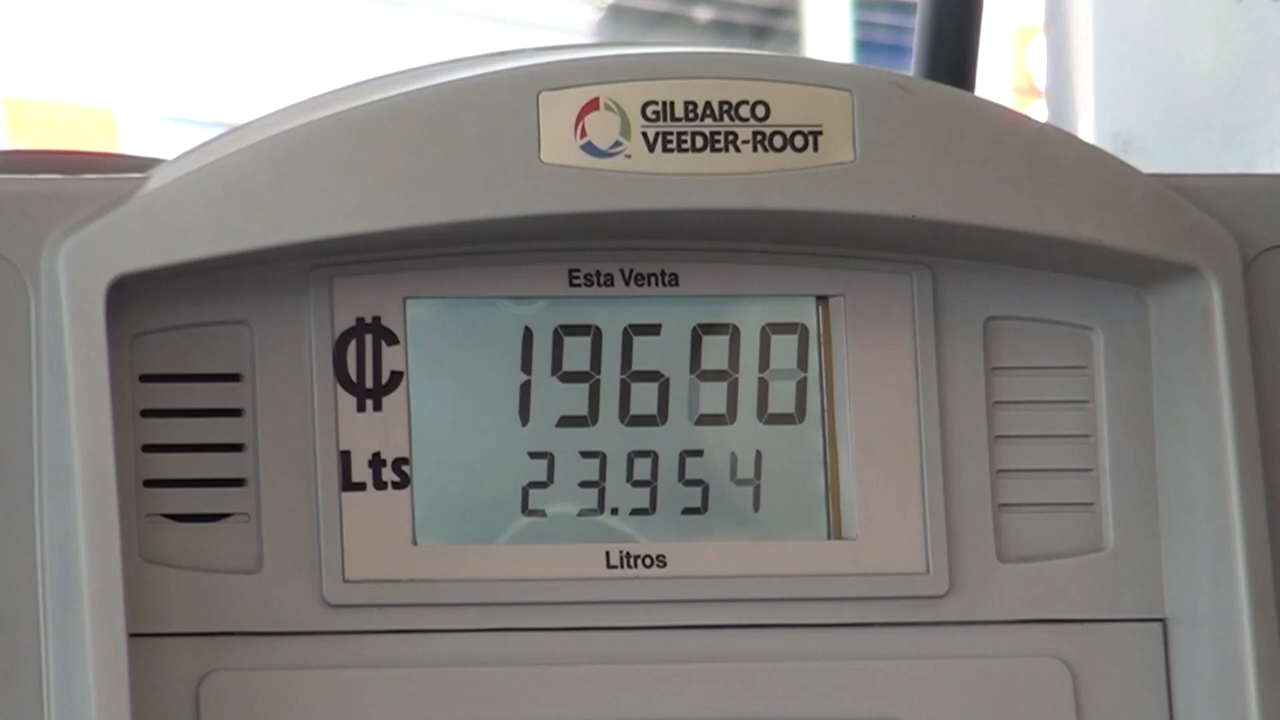 GILBARCO
VEEDER-ROOT
Esta Venta
₡ 19690
Lts 23.954
Litros